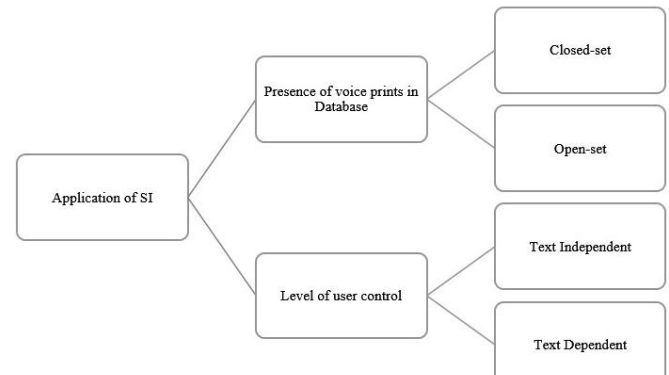 Closed-set
Presence of voice prints in
Database
Open-set
Application of SI
Text Independent
Level of user control
Text Dependent